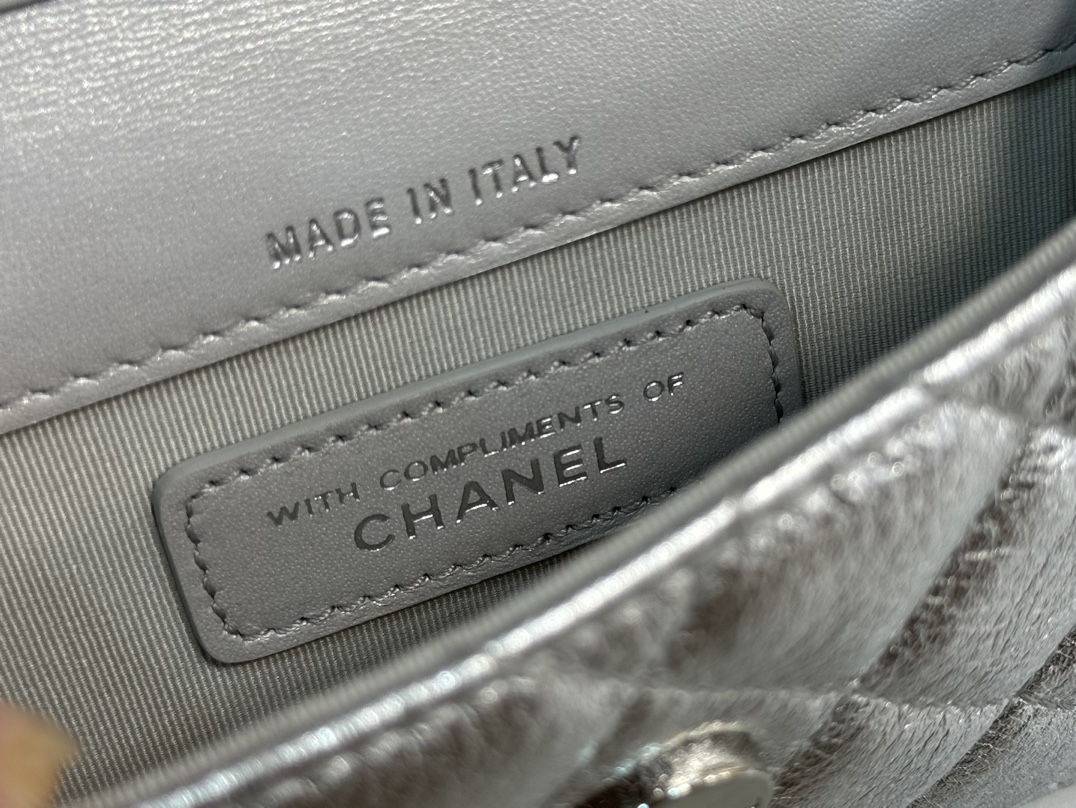 MADE IN ITALY
WITH COMPLIMENTS OF
CHANEL